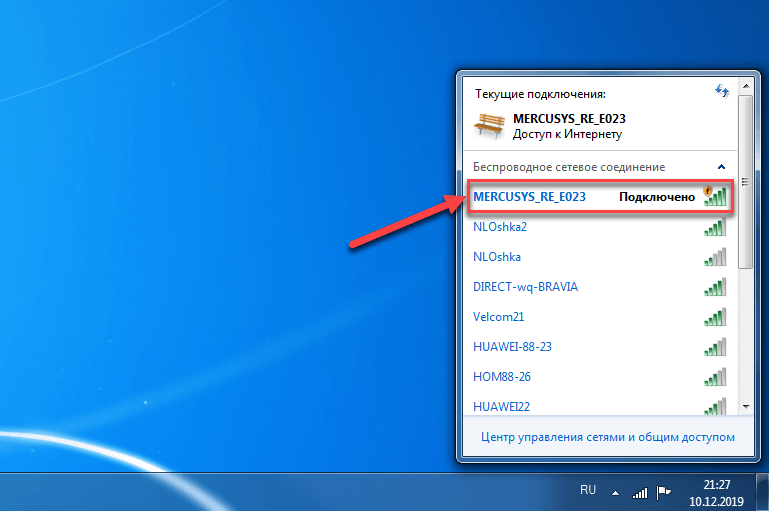 Текущие подключения:
MERCUSYS_RE_E023
Доступ к Интернету
Беспроводное сетевое соединение
MERCUSYS_RE_E023 Подключено
NLOshka2
NLOshka
DIRECT-wq-BRAVIA
Velcom21
HUAWEI-88-23
HOM88-26
HUAWEI22
Центр управления сетями и общим доступом
RU
21:27
10.12.2019